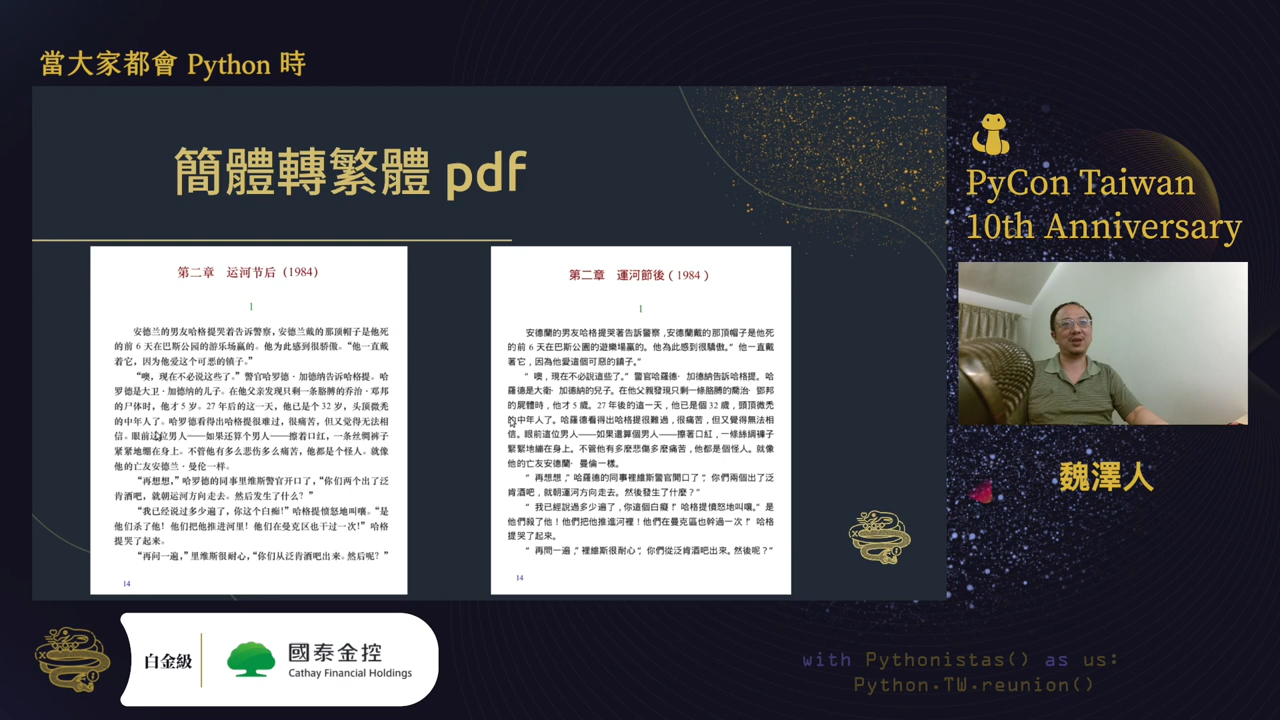 當大家都會 Python 時
簡體轉繁體 pdf
第二章 运河节后（1984）
1
安德兰的男友哈格提哭着告诉警察，安德兰戴的那顶帽子是他死
的前 6 天在巴斯公园的游乐场赢的。他为此感到很骄傲。“他一直戴
着它，因为他爱这个可恶的镇子。”
“噢，现在不必说这些了。”警官哈罗德·加德纳告诉哈格提。哈
罗德是大卫·加德纳的儿子。在他父亲发现只剩一条胳膊的乔治·邓邦
的尸体时，他才 5 岁。27 年后的这一天，他已是个 32 岁，头顶微秃
的中年人了。哈罗德看得出哈格提很难过，很痛苦，但又觉得无法相
信。眼前这位男人——如果还算个男人——擦着口红，一条丝绸裤子
紧紧地绷在身上。不管他有多么悲伤多么痛苦，他都是个怪人。就像
他的亡友安德兰·曼伦一样。
“再想想，”哈罗德的同事里维斯警官开口了，“你们两个出了泛
肯酒吧，就朝运河方向走去。然后发生了什么？”
“我已经说过多少遍了，你这个白痴！”哈格提愤怒地叫嚷。“是
他们杀了他！他们把他推进河里！他们在曼克区也干过一次！”哈格
提哭了起来。
“再问一遍，”里维斯很耐心，“你们从泛肯酒吧出来。然后呢？”
14
第二章 運河節後（1984）
1
安德蘭的男友哈格提哭著告訴警察，安德蘭戴的那頂帽子是他死
的前 6 天在巴斯公園的遊樂場贏的。他為此感到很驕傲。“他一直戴
著它，因為他愛這個可惡的鎮子。”
“噢，現在不必說這些了。”警官哈羅德·加德納告訴哈格提。哈
羅德是大衛·加德納的兒子。在他父親發現只剩一條胳膊的喬治·鄧邦
的屍體時，他才 5 歲。27 年後的這一天，他已是個 32 歲，頭頂微禿
的中年人了。哈羅德看得出哈格提很難過，很痛苦，但又覺得無法相
信。眼前這位男人——如果還算個男人——擦著口紅，一條絲綢褲子
緊緊地繃在身上。不管他有多麼悲傷多麼痛苦，他都是個怪人。就像
他的亡友安德蘭·曼倫一樣。
“再想想，”哈羅德的同事裡維斯警官開口了，“你們兩個出了泛
肯酒吧，就朝運河方向走去。然後發生了什麼？”
“我已經說過多少遍了，你這個白癡！”哈格提憤怒地叫嚷。“是
他們殺了他！他們把他推進河裡！他們在曼克區也幹過一次！”哈格
提哭了起來。
“再問一遍，”裡維斯很耐心，“你們從泛肯酒吧出來。然後呢？”
14
PyCon Taiwan
10th Anniversary
魏澤人
白金級
國泰金控
Cathay Financial Holdings
with Pythonistas() as us:
Python.TW.reunion()